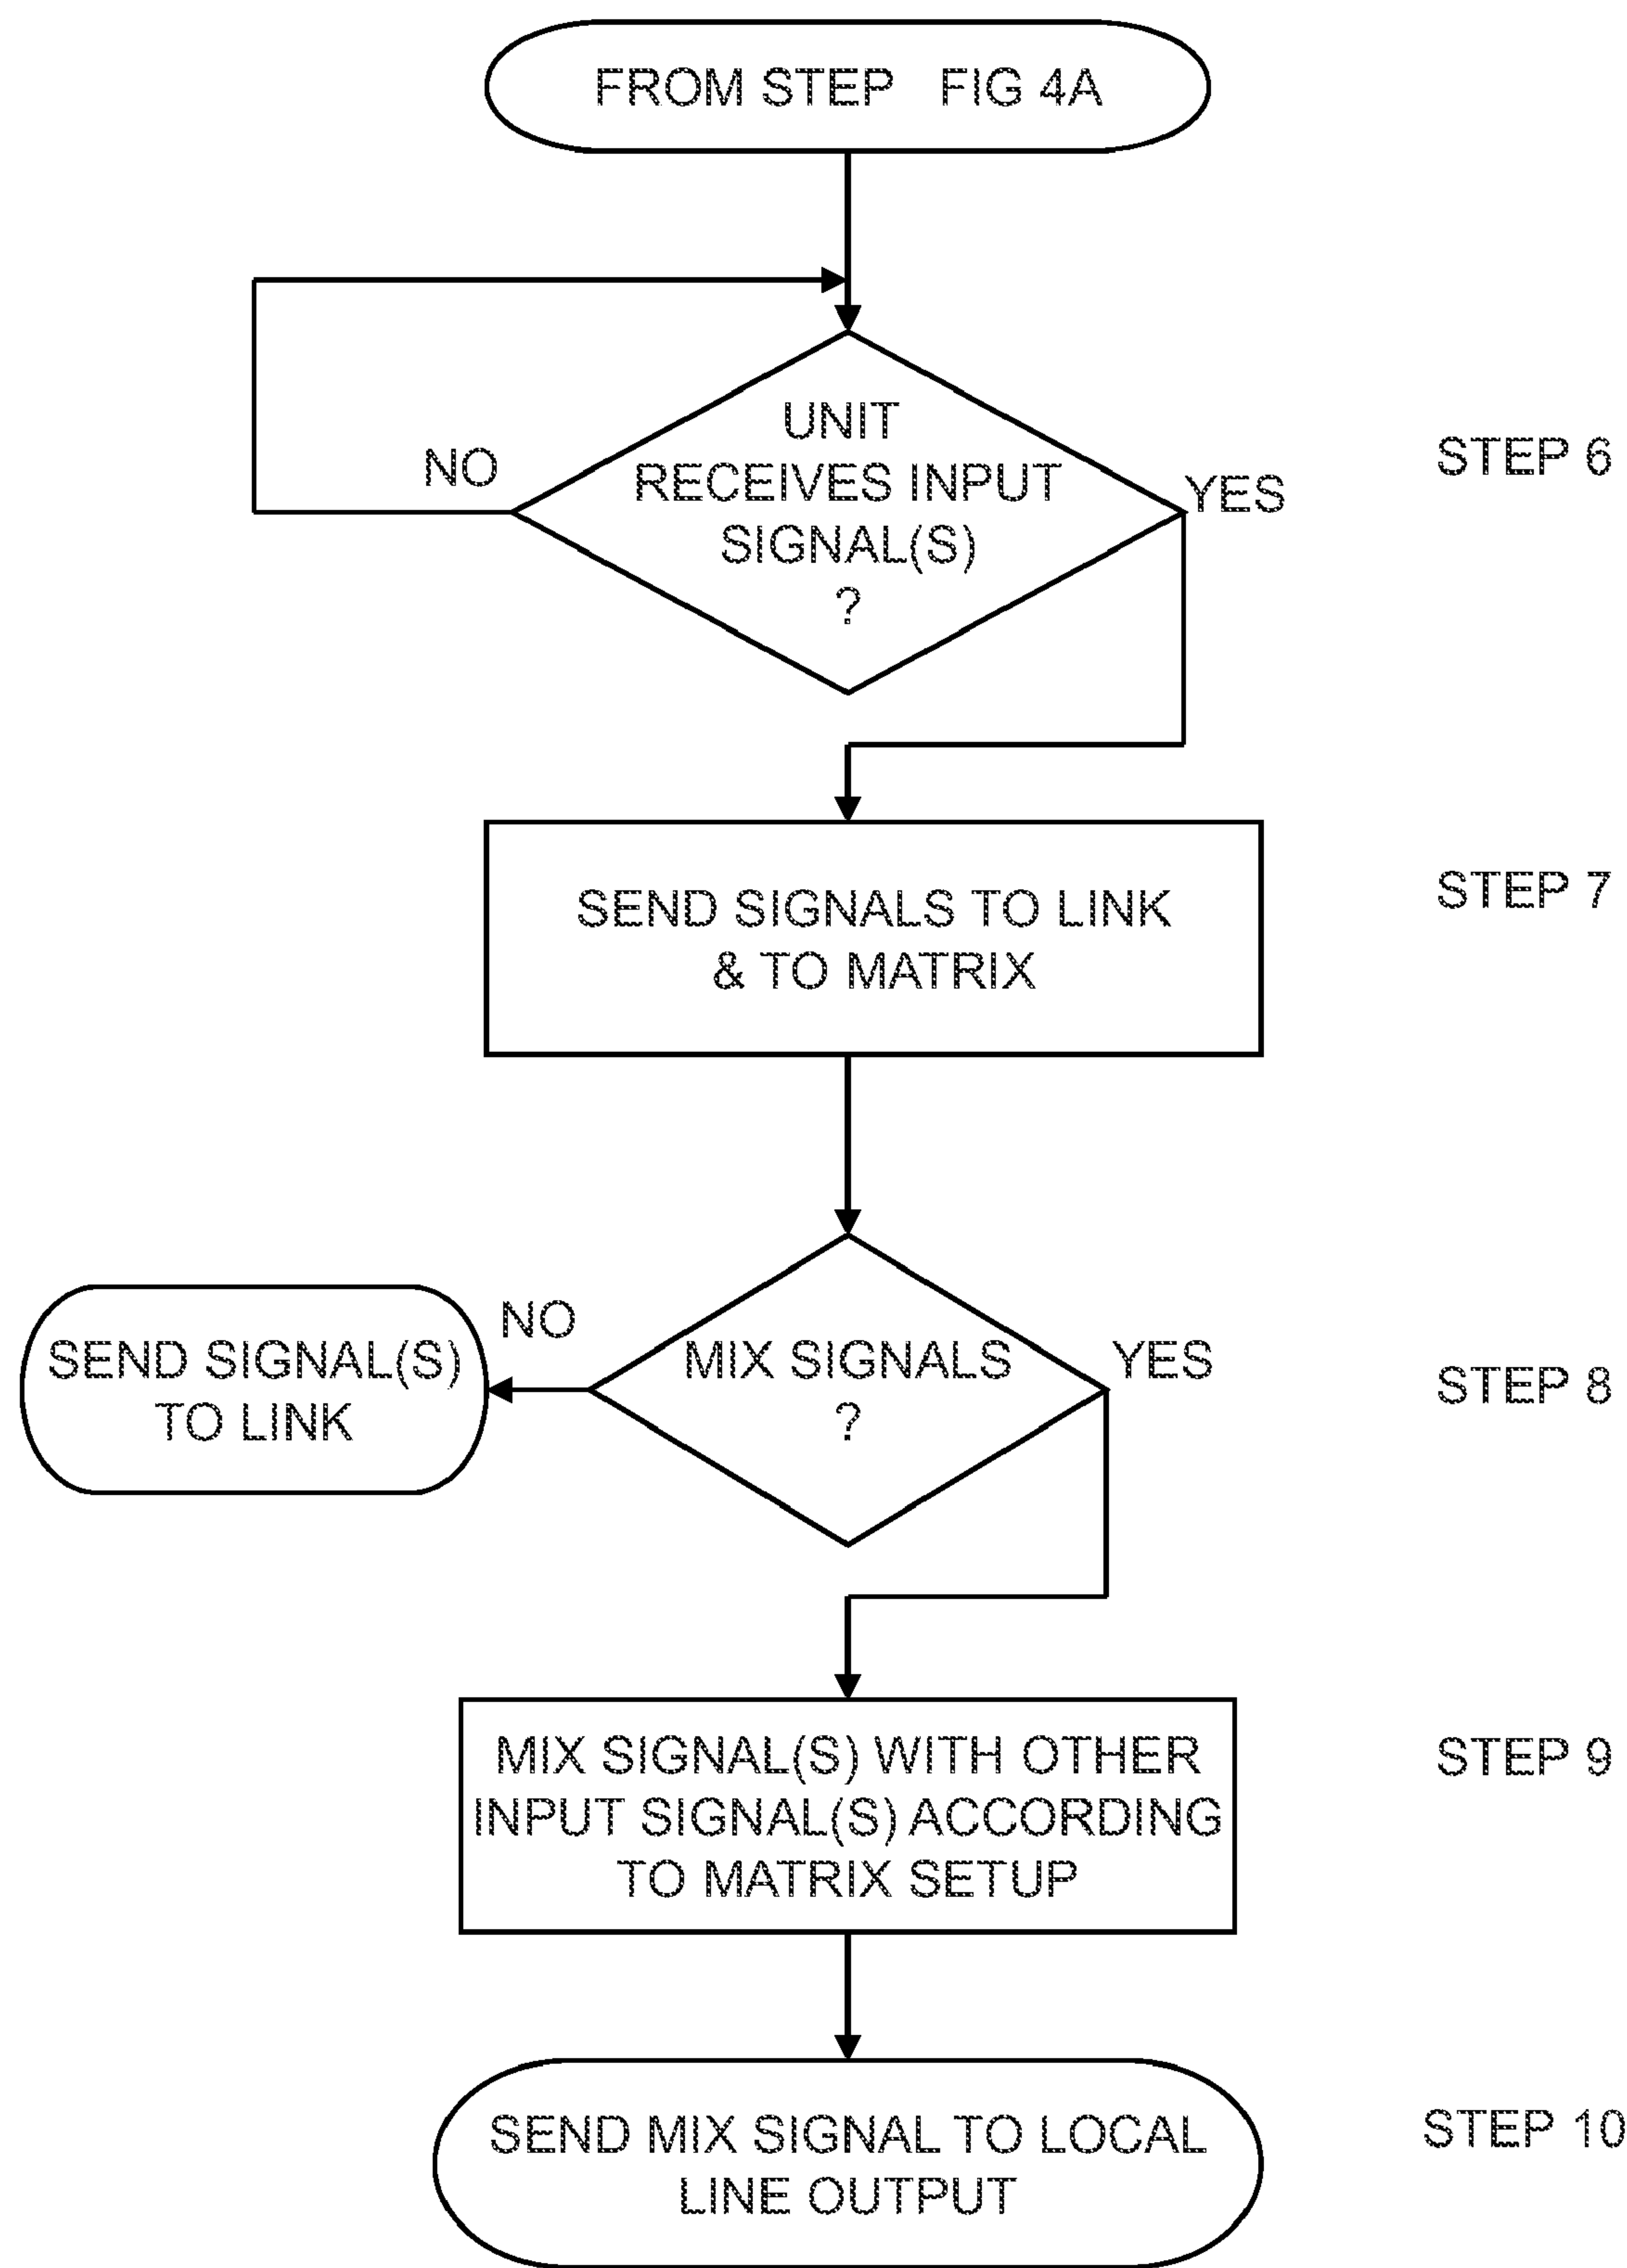 FROM STEP FIG 4A
UNIT
RECEIVES INPUT
SIGNAL(S)
?
NO
YES
STEP 6
SEND SIGNALS TO LINK
& TO MATRIX
STEP 7
MIX SIGNALS
?
NO
YES
SEND SIGNAL(S)
TO LINK
STEP 8
MIX SIGNAL(S) WITH OTHER
INPUT SIGNAL(S) ACCORDING
TO MATRIX SETUP
STEP 9
SEND MIX SIGNAL TO LOCAL
LINE OUTPUT
STEP 10